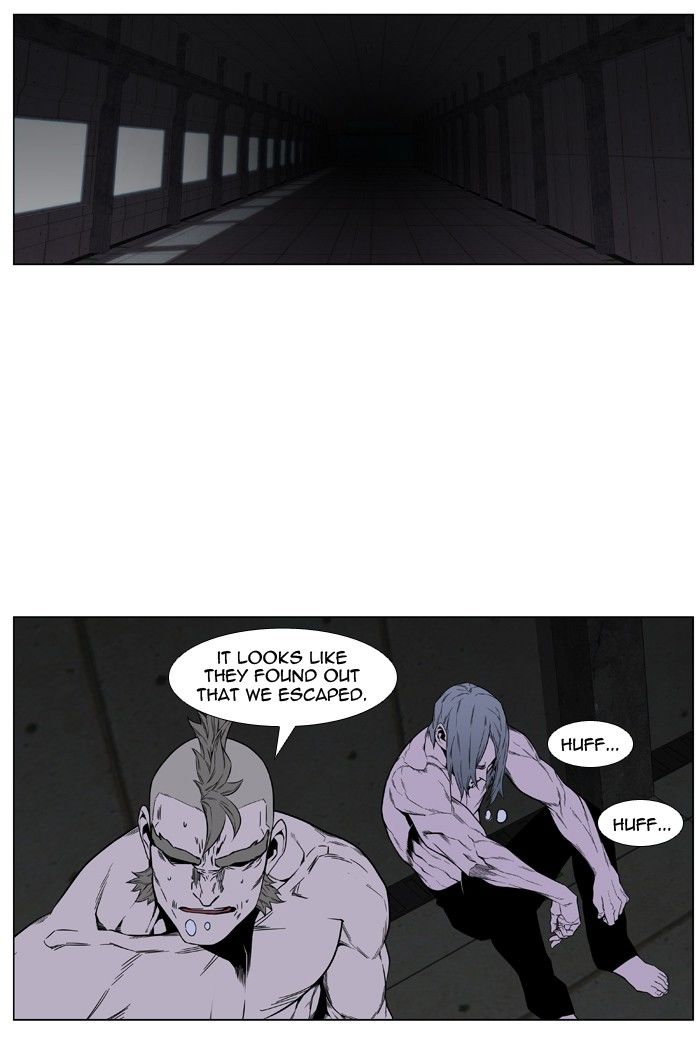 IT LOOKS LIKE
THEY FOUND OUT
THAT WE ESCAPED.
HUFF...
HUFF...